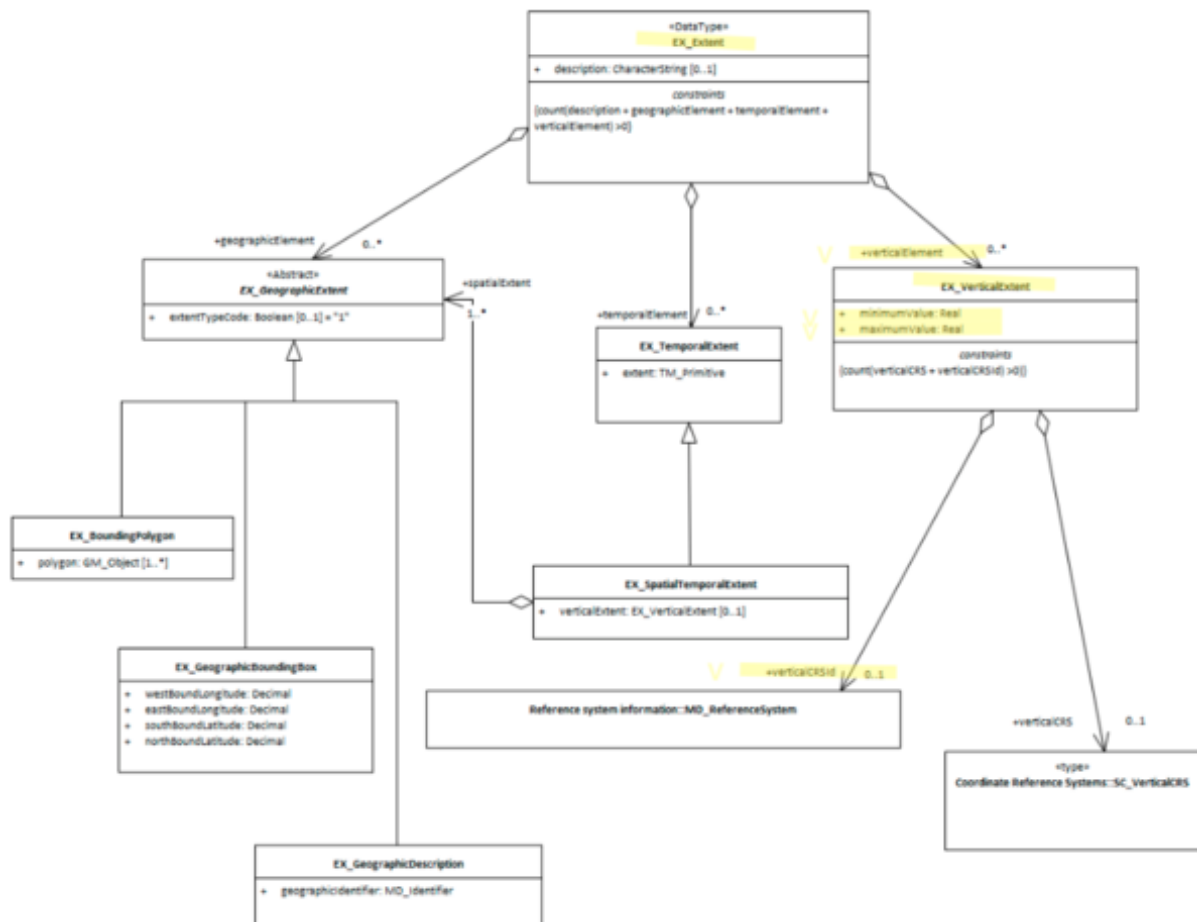 «DataType»
EX_Extent
+ description: CharacterString [0..1]
constraints
{count(description + geographicElement + temporalElement +
verticalElement) >0}
+geographicElement
0..*
«Abstract»
EX_GeographicExtent
+ extentTypeCode: Boolean [0..1] = "1"
+spatialExtent
1..*
+temporalElement
0..*
EX_TemporalExtent
+ extent: TM_Primitive
+verticalElement
0..*
EX_VerticalExtent
+ minimumValue: Real
+ maximumValue: Real
constraints
{count(verticalCRS + verticalCRSId) >0)}
EX_BoundingPolygon
+ polygon: GM_Object [1..*]
EX_SpatialTemporalExtent
+ verticalExtent: EX_VerticalExtent [0..1]
EX_GeographicBoundingBox
+ westBoundLongitude: Decimal
+ eastBoundLongitude: Decimal
+ southBoundLatitude: Decimal
+ northBoundLatitude: Decimal
+verticalCRSId
0..1
Reference system information::MD_ReferenceSystem
+verticalCRS
0..1
«type»
Coordinate Reference Systems::SC_VerticalCRS
EX_GeographicDescription
+ geographicIdentifier: MD_Identifier